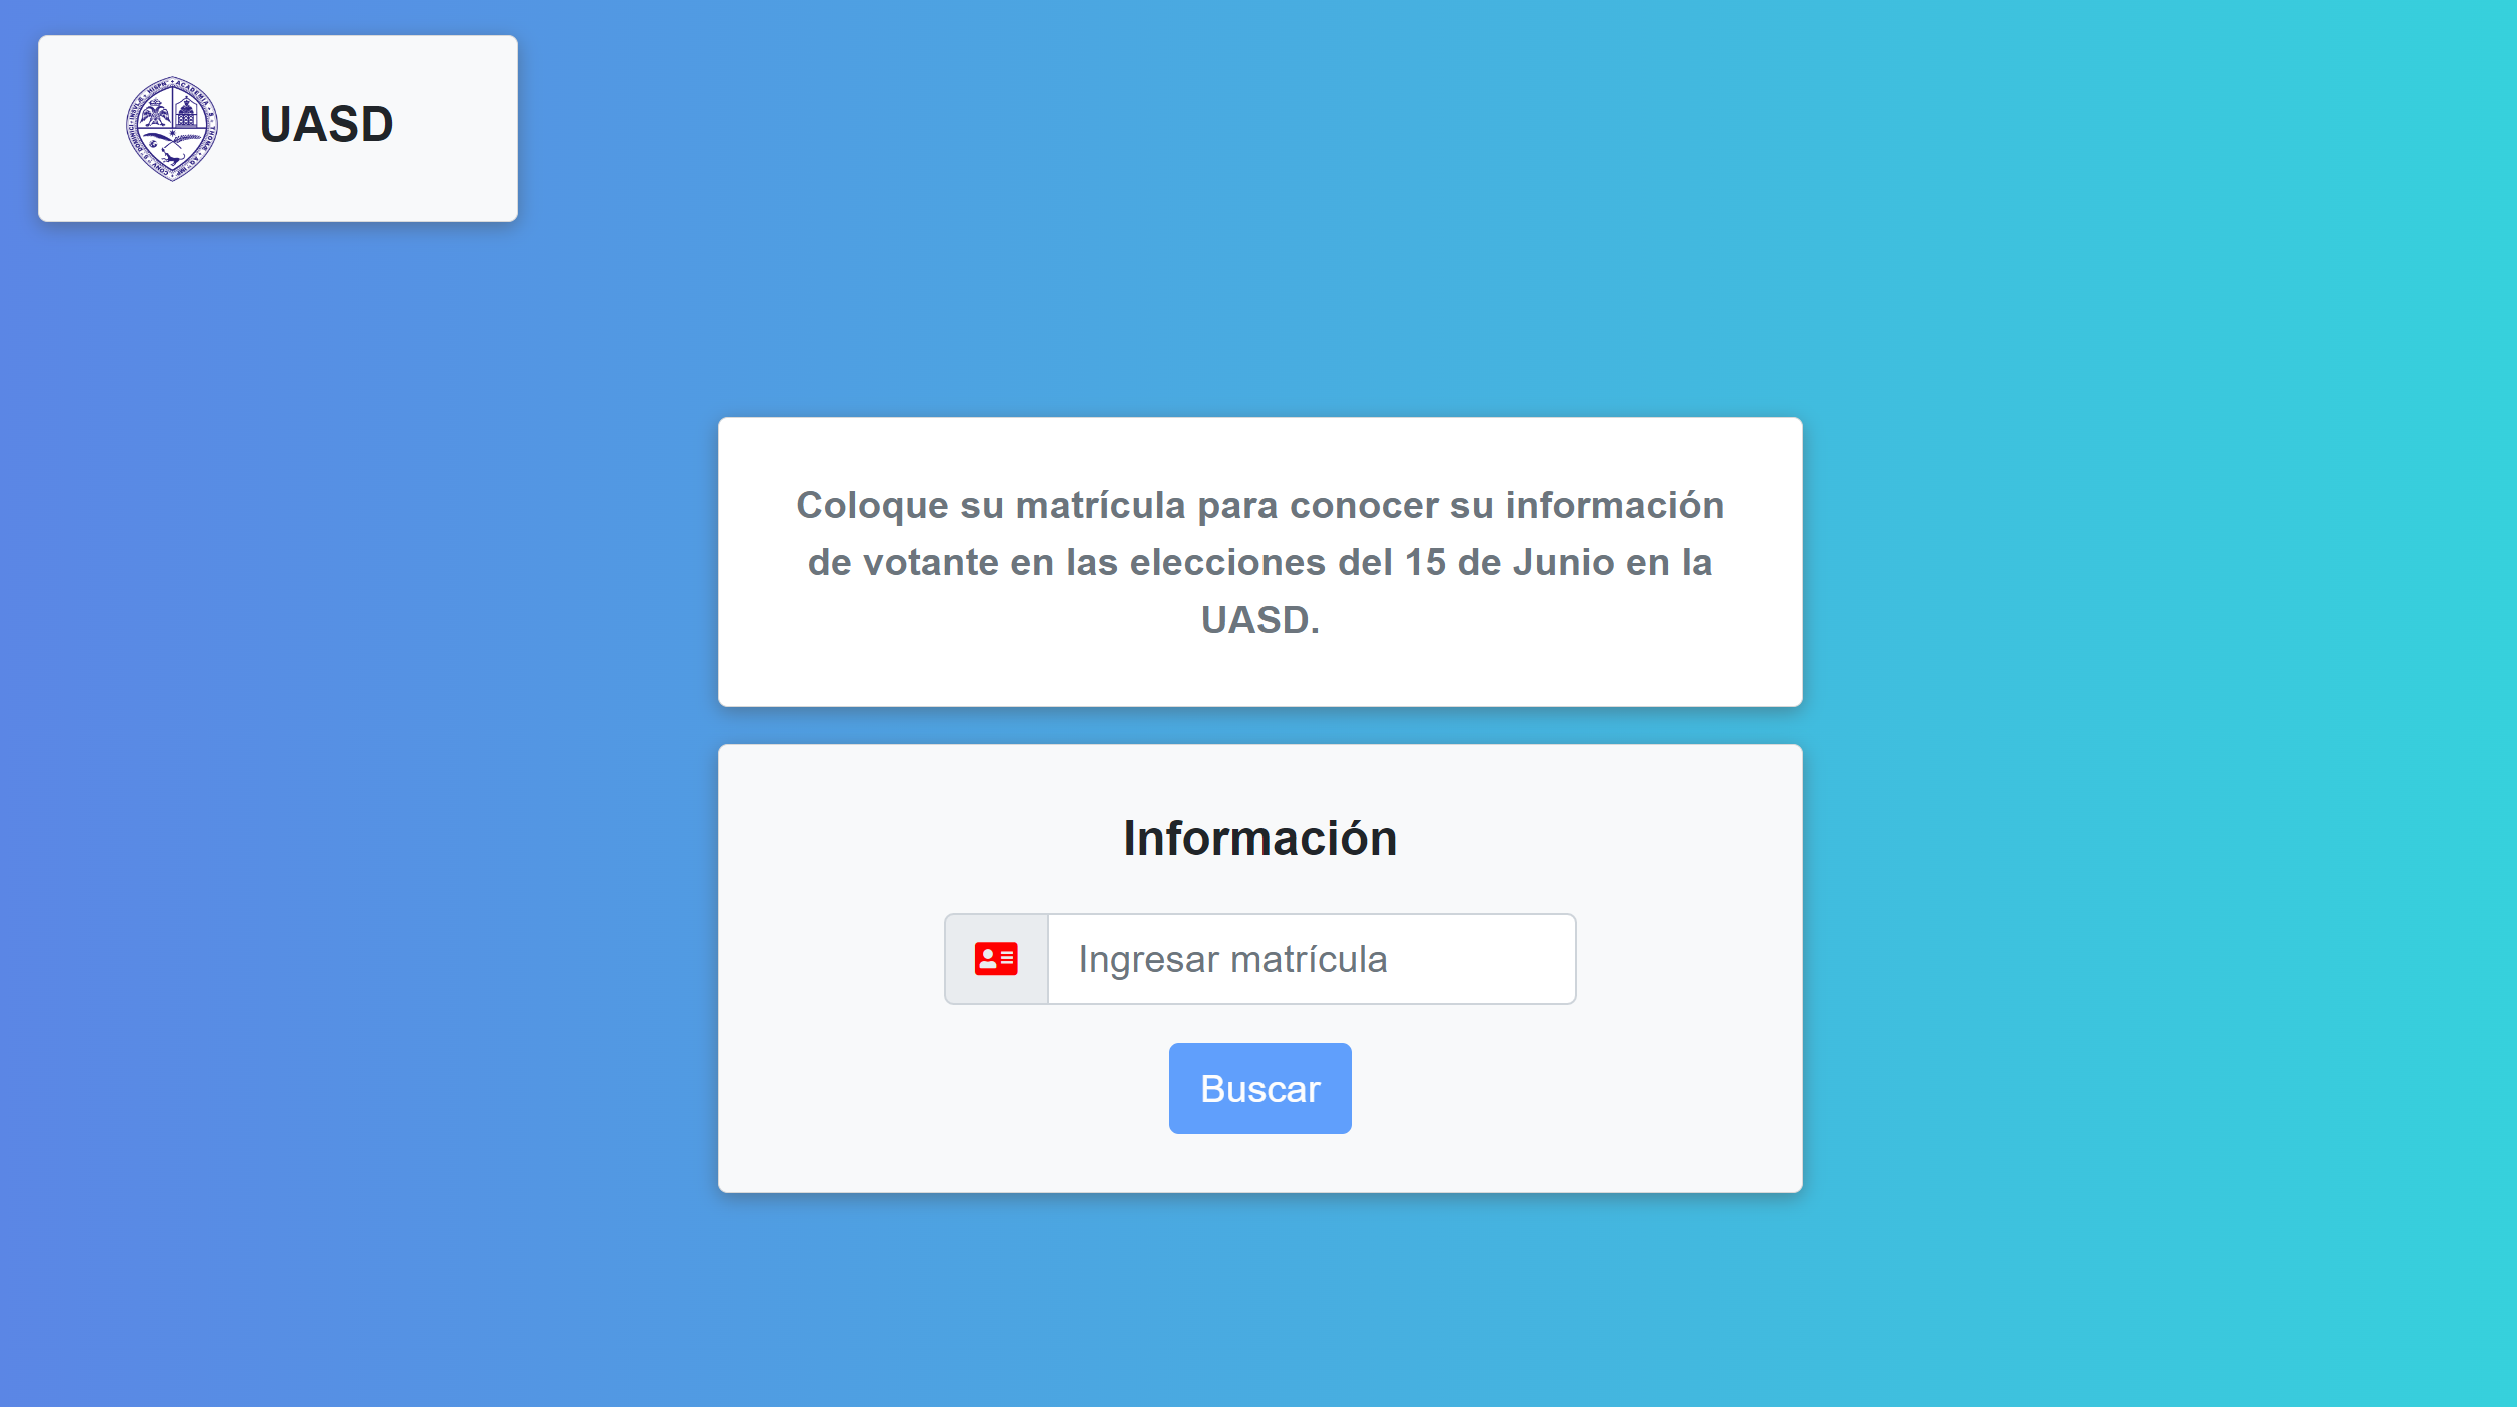 UASD
Coloque su matrícula para conocer su información
de votante en las elecciones del 15 de Junio en la
UASD.
Información
Ingresar matrícula
Buscar